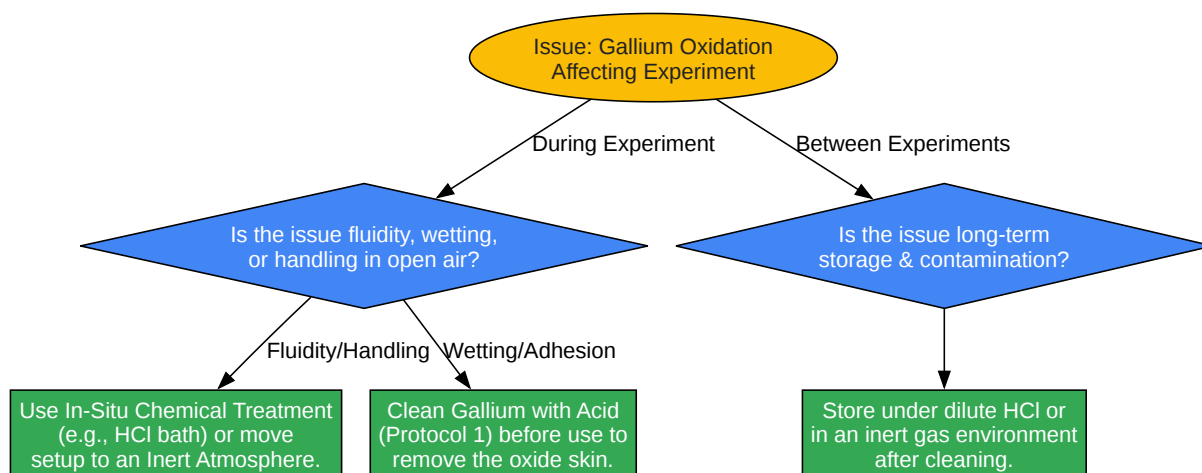 Issue: Gallium Oxidation
Affecting Experiment
During Experiment
Between Experiments
Is the issue fluidity, wetting,
or handling in open air?
Is the issue long-term
storage & contamination?
Fluidity/Handling
Wetting/Adhesion
Use In-Situ Chemical Treatment
(e.g., HCl bath) or move
setup to an Inert Atmosphere.
Clean Gallium with Acid
(Protocol 1) before use to
remove the oxide skin.
Store under dilute HCl or
in an inert gas environment
after cleaning.